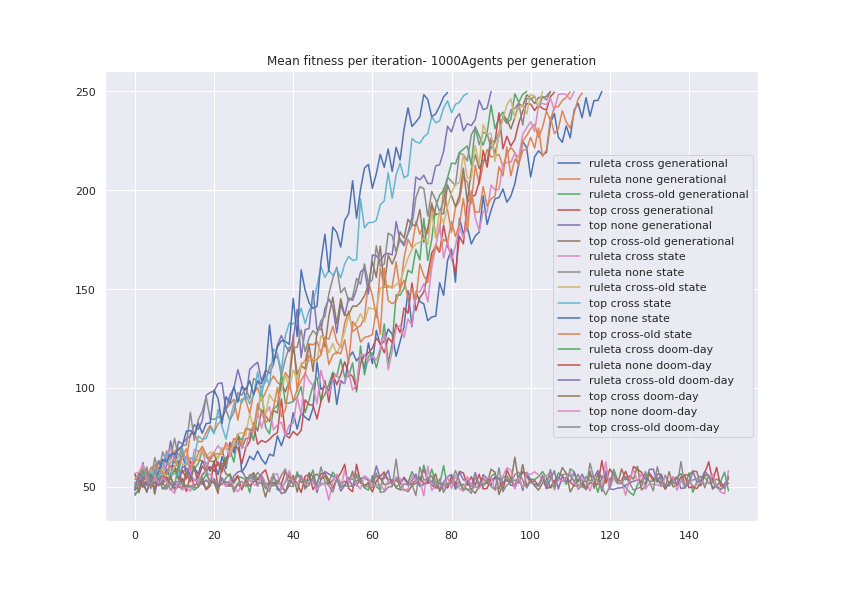 Mean fitness per iteration- 1000Agents per generation
250
200
150
100
50
0
20
40
60
80
100
120
140
ruleta cross generational
ruleta none generational
ruleta cross-old generational
top cross generational
top none generational
top cross-old generational
ruleta cross state
ruleta none state
ruleta cross-old state
top cross state
top none state
top cross-old state
ruleta cross doom-day
ruleta none doom-day
ruleta cross-old doom-day
top cross doom-day
top none doom-day
top cross-old doom-day